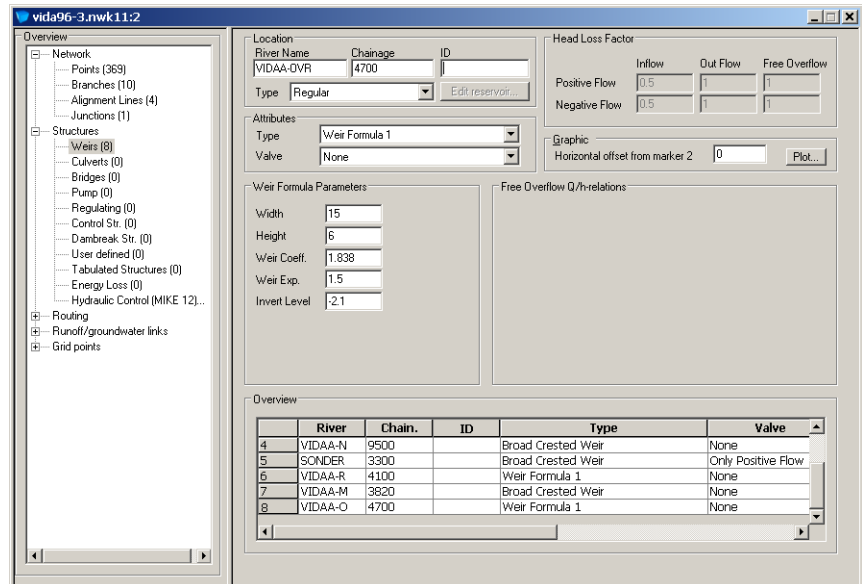 vida96-3.nwk11:2
Overview
Network
Points (369)
Branches (10)
Alignment Lines (4)
Junctions (1)
Structures
Weirs (8)
Culverts (0)
Bridges (0)
Pump (0)
Regulating (0)
Control Str. (0)
Dambreak Str. (0)
User defined (0)
Tabulated Structures (0)
Energy Loss (0)
Hydraulic Control (MIKE 12)...
Routing
Runoff/groundwater links
Grid points
Location
River Name Chainage ID
VIDAA-OVR 4700
Type Regular Edit reservoir...
Attributes
Type Weir Formula 1
Valve None
Head Loss Factor
Inflow Out Flow Free Overflow
Positive Flow 0.5 1 1
Negative Flow 0.5 1 1
Graphic
Horizontal offset from marker 2 0 Plot...
Weir Formula Parameters
Width 15
Height 6
Weir Coeff. 1.838
Weir Exp. 1.5
Invert Level -2.1
Free Overflow Q/h-relations
Overview
River Chain. ID Type Valve
4 VIDAA-N 9500 Broad Crested Weir None
5 SONDER 3300 Broad Crested Weir Only Positive Flow
6 VIDAA-R 4100 Weir Formula 1 None
7 VIDAA-M 3820 Broad Crested Weir None
8 VIDAA-O 4700 Weir Formula 1 None